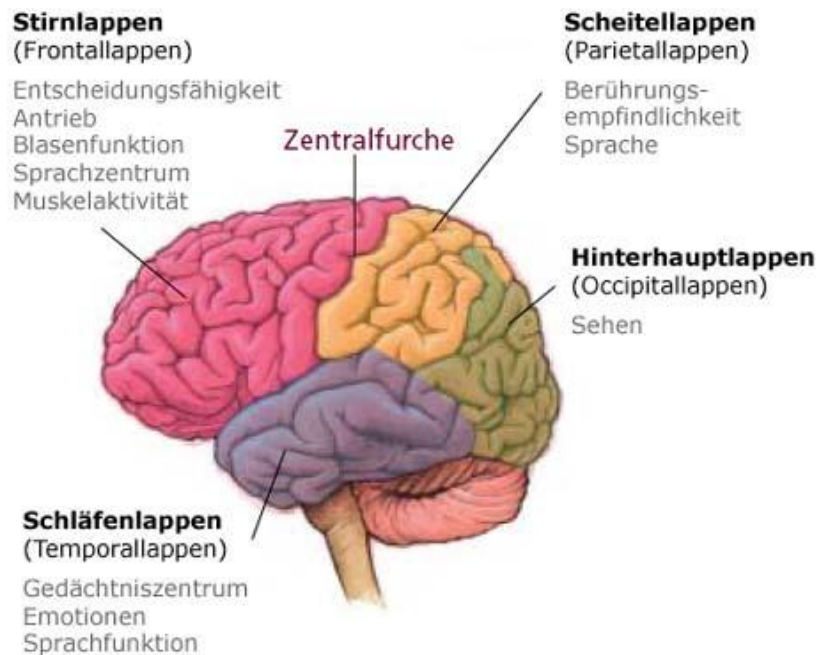 Stirnlappen
(Frontallappen)
Entscheidungsfähigkeit
Antrieb
Blasenfunktion
Sprachzentrum
Muskelaktivität
Zentralfurche
Scheitellappen
(Parietallappen)
Berührungs-
empfindlichkeit
Sprache
Hinterhauptlappen
(Occipitallappen)
Sehen
Schläfenlappen
(Temporallappen)
Gedächtniszentrum
Emotionen
Sprachfunktion